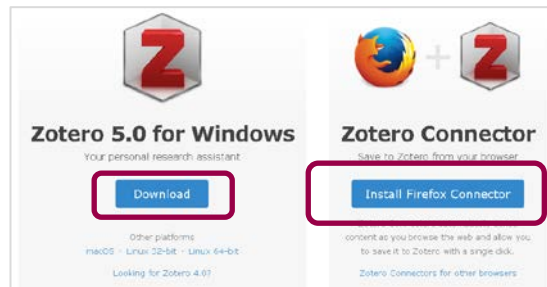 Z
Zotero 5.0 for Windows
Your personal research assistant
Download
Other platforms
macOS · Linux 32-bit · Linux 64-bit
Looking for Zotero 4.0?
+ Z
Zotero Connector
Save to Zotero from your browser
Install Firefox Connector
content as you browse the web and allow you
to save it to Zotero with a single click.
Zotero Connectors for other browsers